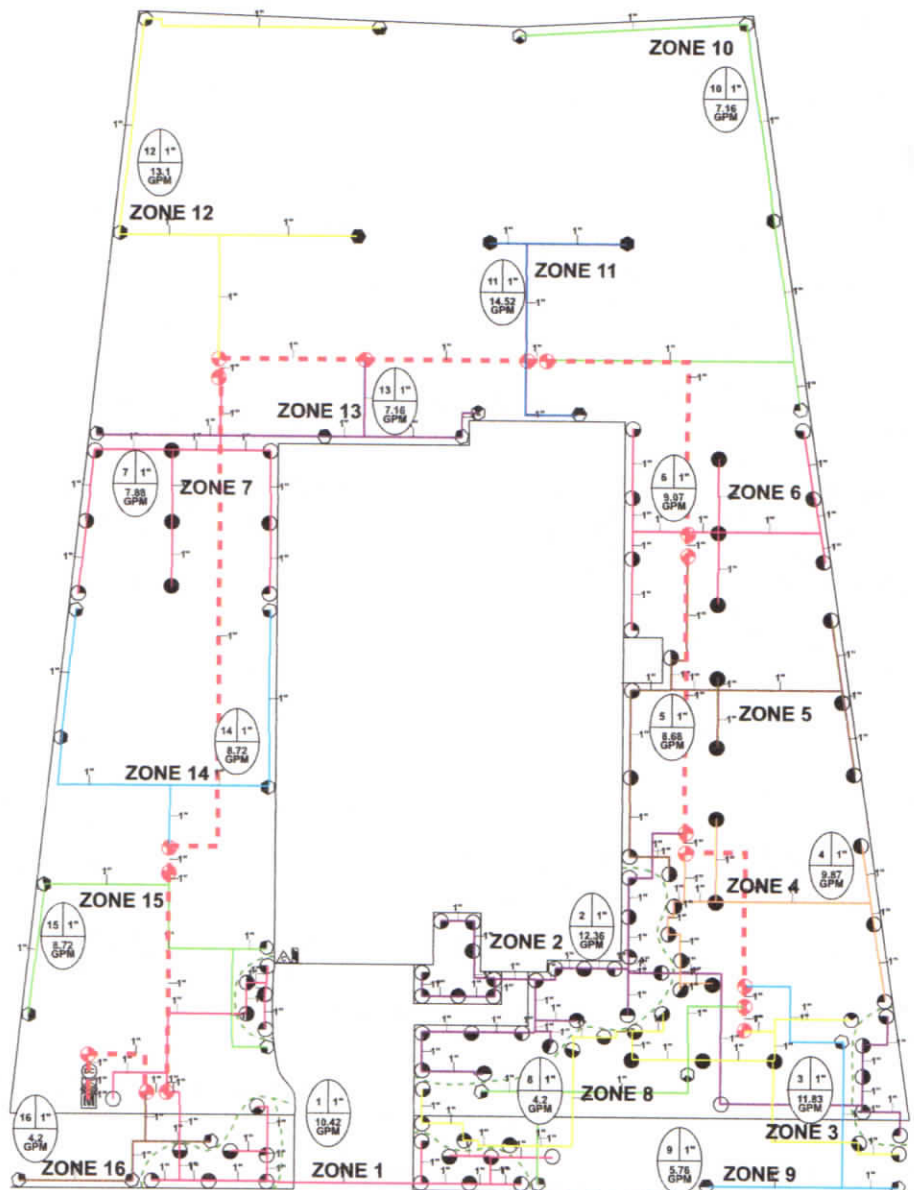 ZONE 10
10 1"
7.16
GPM
12 1"
13.1
GPM
ZONE 12
ZONE 11
11 1"
14.52
GPM
13 1"
7.16
GPM
ZONE 13
7 1"
7.88
GPM
ZONE 7
6 1"
9.07
GPM
ZONE 6
5 1"
8.68
GPM
ZONE 5
14 1"
8.72
GPM
ZONE 14
4 1"
9.87
GPM
ZONE 4
ZONE 15
15 1"
8.72
GPM
2 1"
12.36
GPM
ZONE 2
ZONE 8
8 1"
4.2
GPM
3 1"
11.83
GPM
ZONE 3
16 1"
4.2
GPM
1 1"
10.42
GPM
ZONE 16
ZONE 1
9 1"
5.76
GPM
ZONE 9